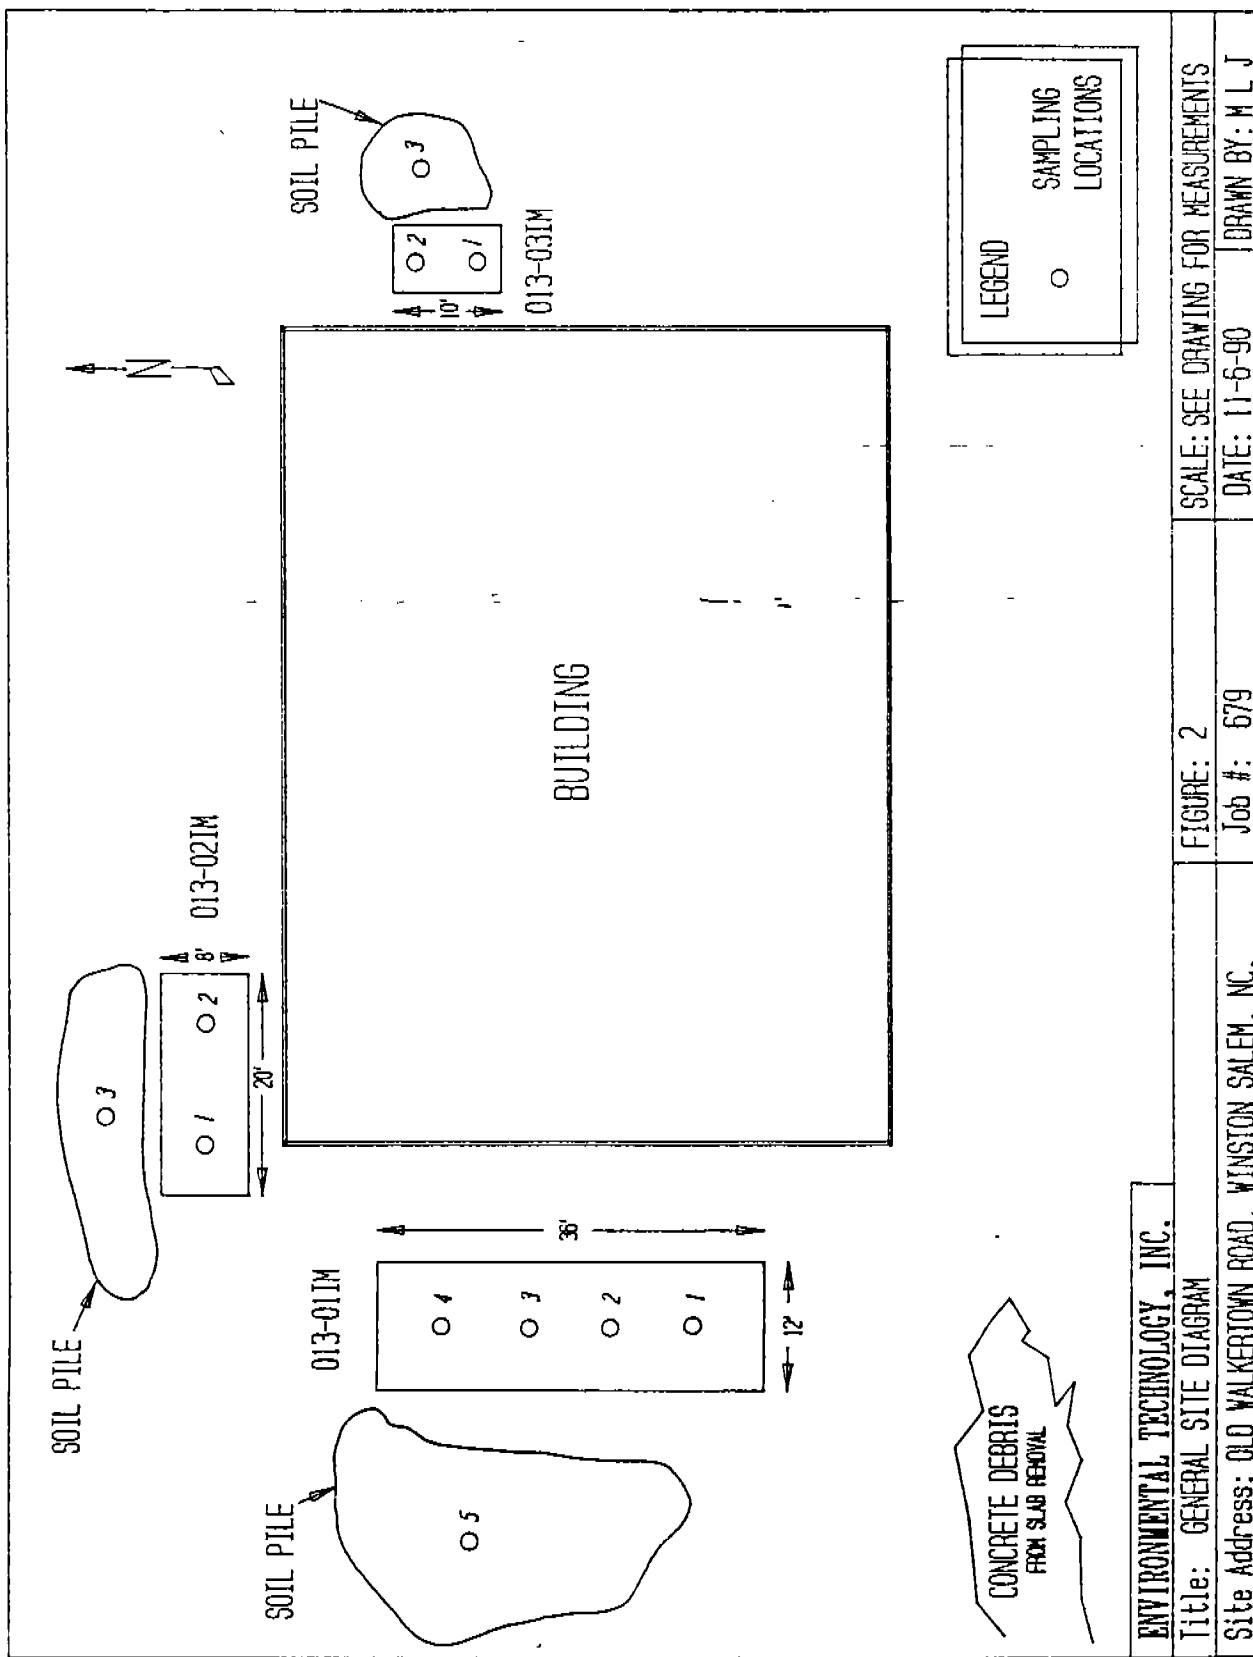 SOIL PILE
3
1
2
8'
20'
013-02IM
N
SOIL PILE
3
2
1
10'
013-03IM
SOIL PILE
5
013-01IM
4
3
2
1
36'
12'
BUILDING
CONCRETE DEBRIS
FROM SLAB REMOVAL
LEGEND
SAMPLING
LOCATIONS
ENVIRONMENTAL TECHNOLOGY, INC.
Title: GENERAL SITE DIAGRAM
FIGURE: 2
SCALE: SEE DRAWING FOR MEASUREMENTS
Site Address: OLD WALKERTOWN ROAD, WINSTON SALEM, NC.
Job #: 679
DATE: 11-6-90
DRAWN BY: M L J